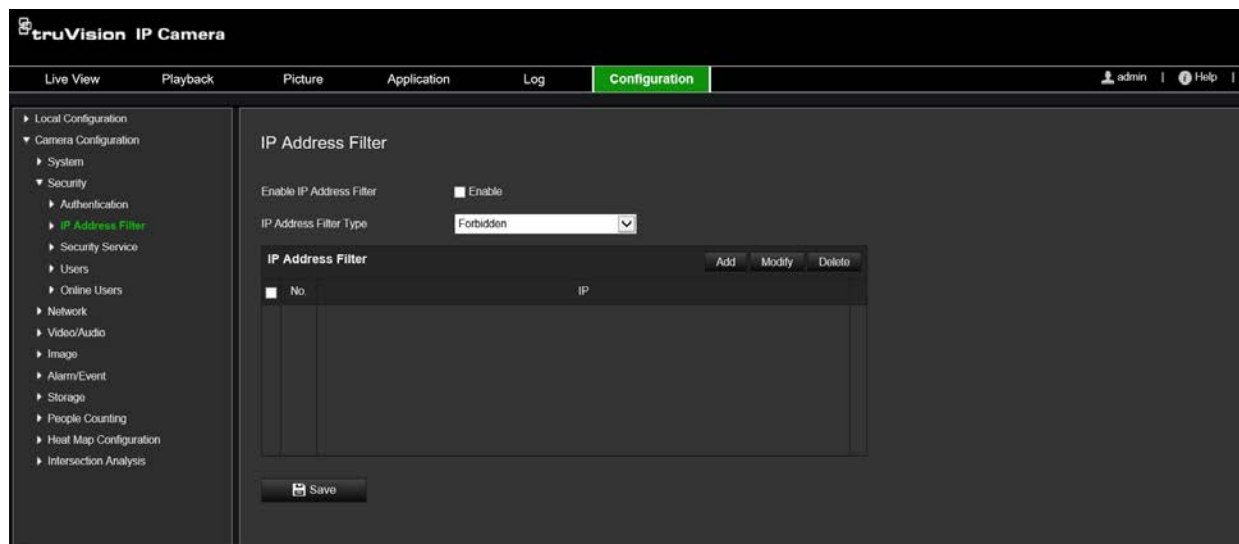 truVision IP Camera
Live View Playback Picture Application Log Configuration admin | Help |
Local Configuration
Camera Configuration
System
Security
Authentication
IP Address Filter
Security Service
Users
Online Users
Network
Video/Audio
Image
Alarm/Event
Storage
People Counting
Heat Map Configuration
Intersection Analysis
IP Address Filter
Enable IP Address Filter Enable
IP Address Filter Type Forbidden
IP Address Filter Add Modify Delete
No. IP
Save